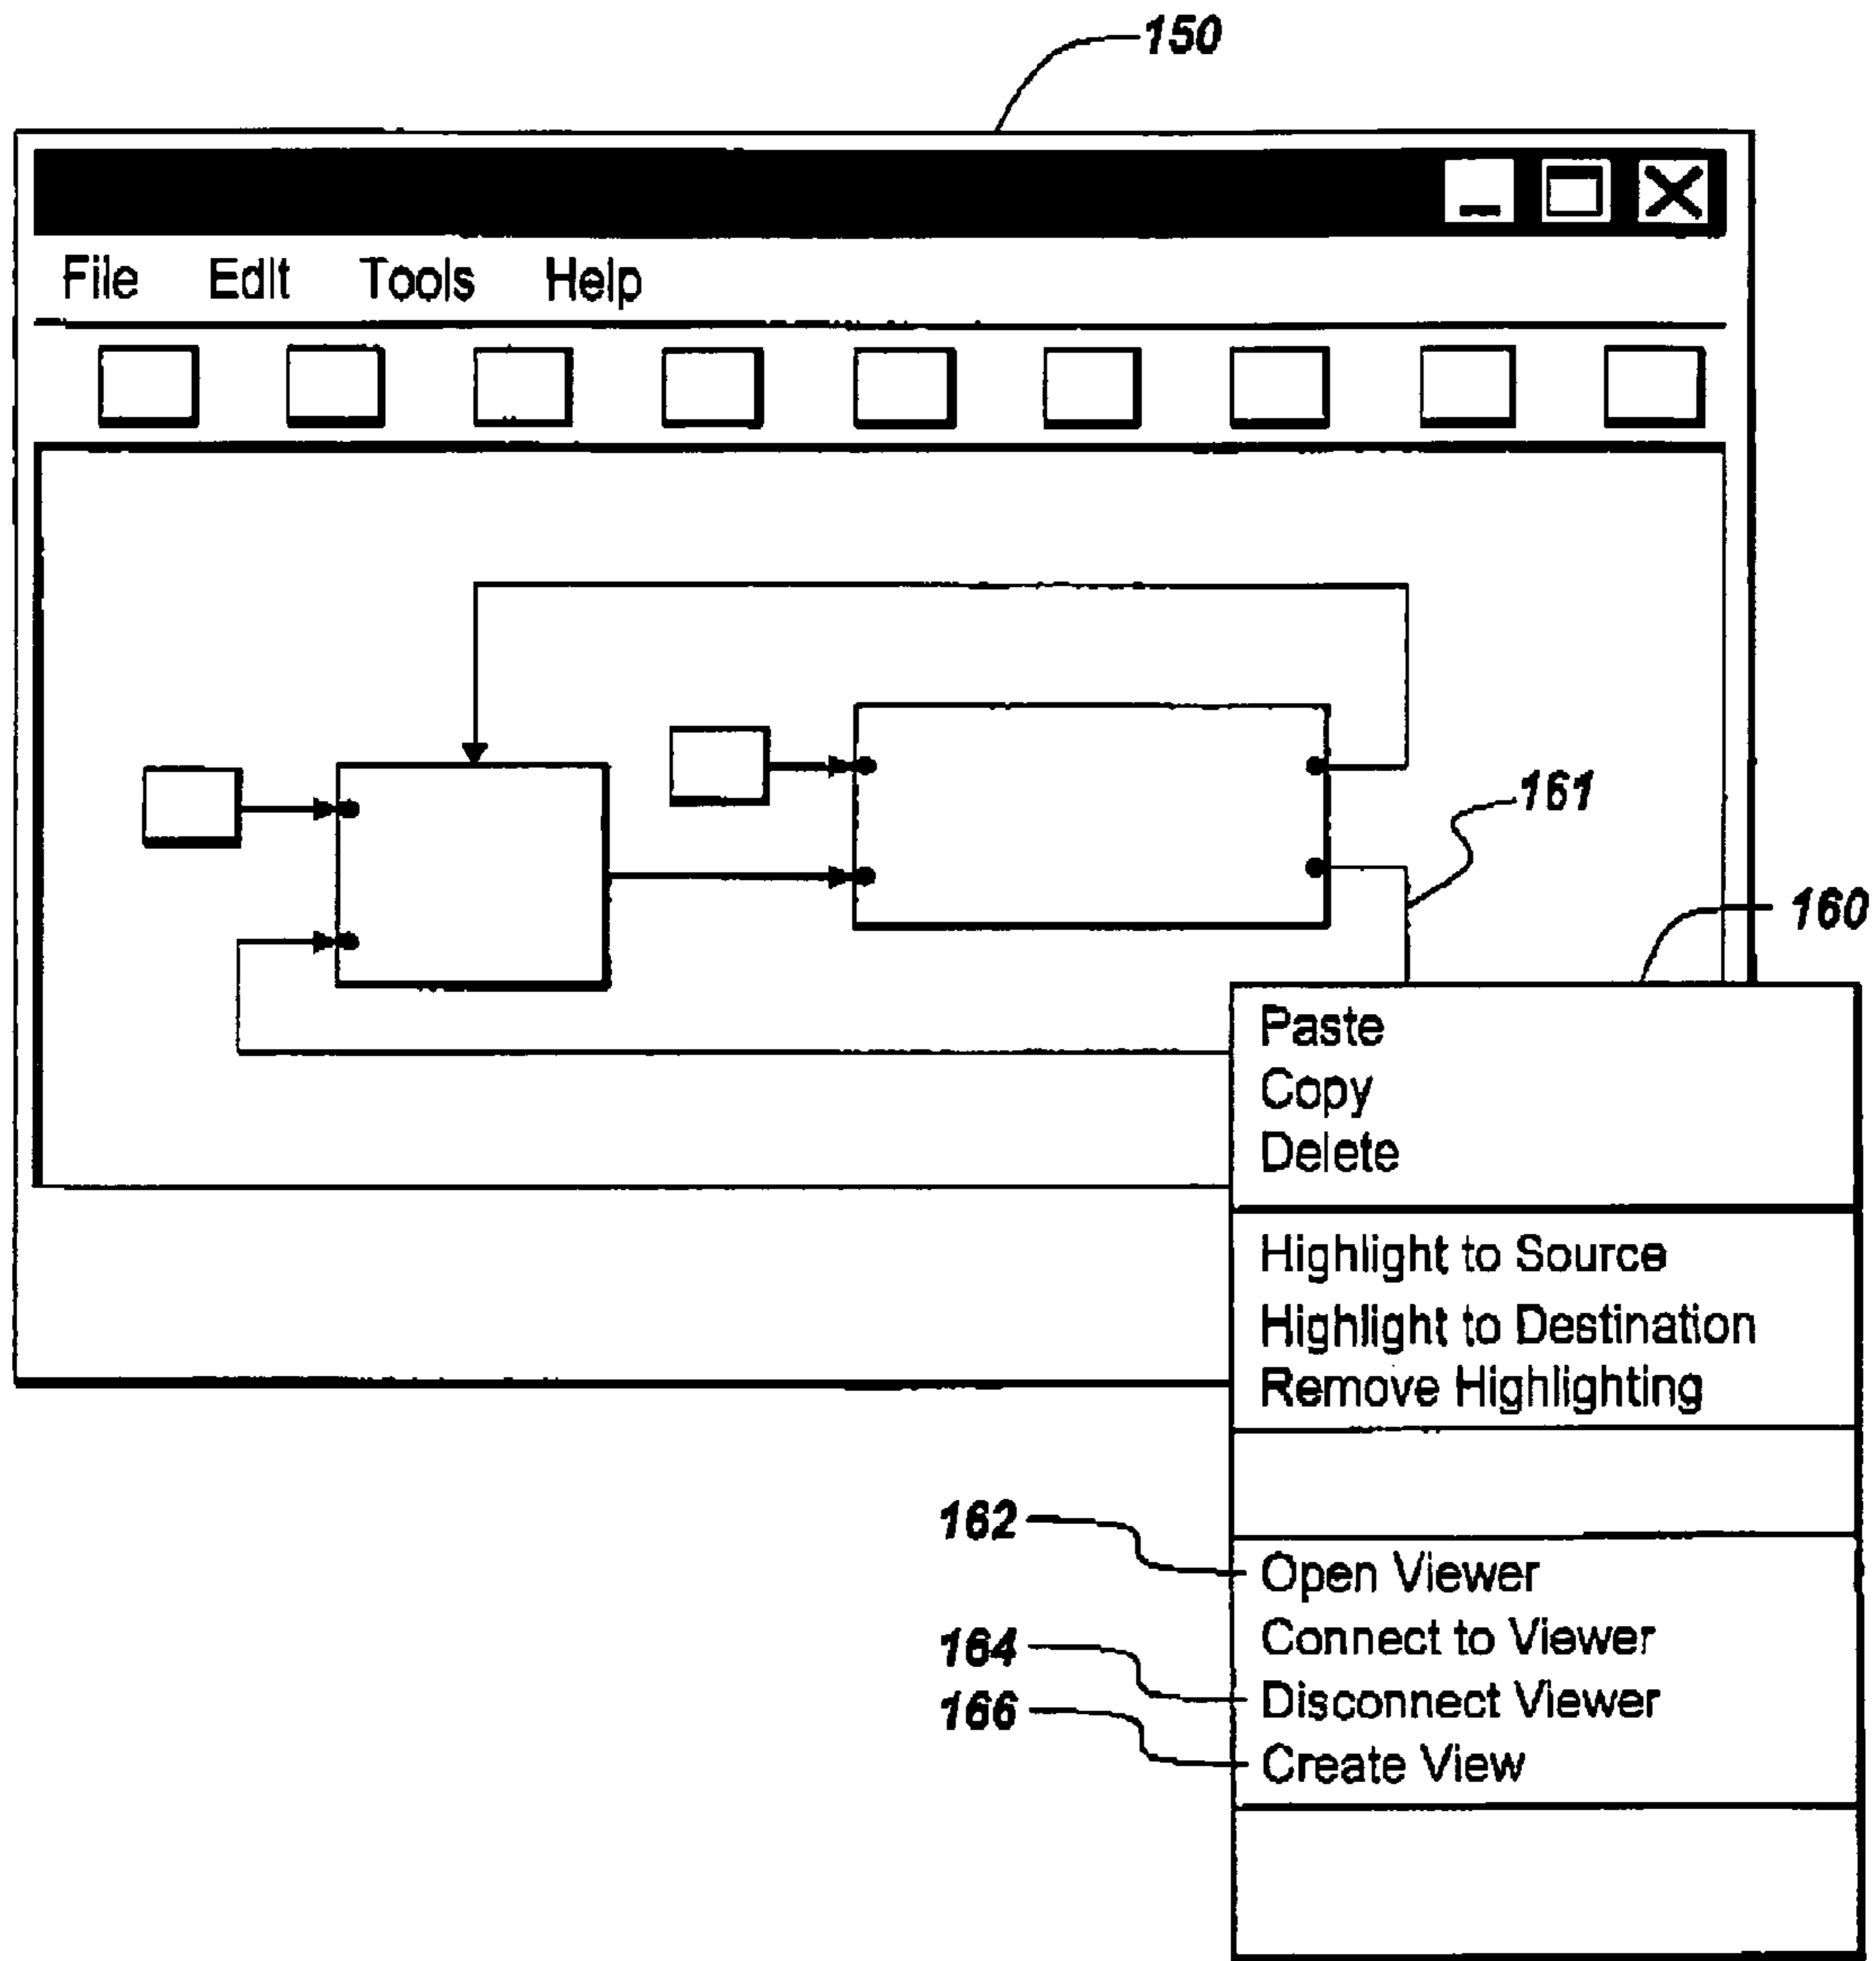 150
File Edit Tools Help
161
160
Paste
Copy
Delete
Highlight to Source
Highlight to Destination
Remove Highlighting
162 Open Viewer
Connect to Viewer
164 Disconnect Viewer
166 Create View